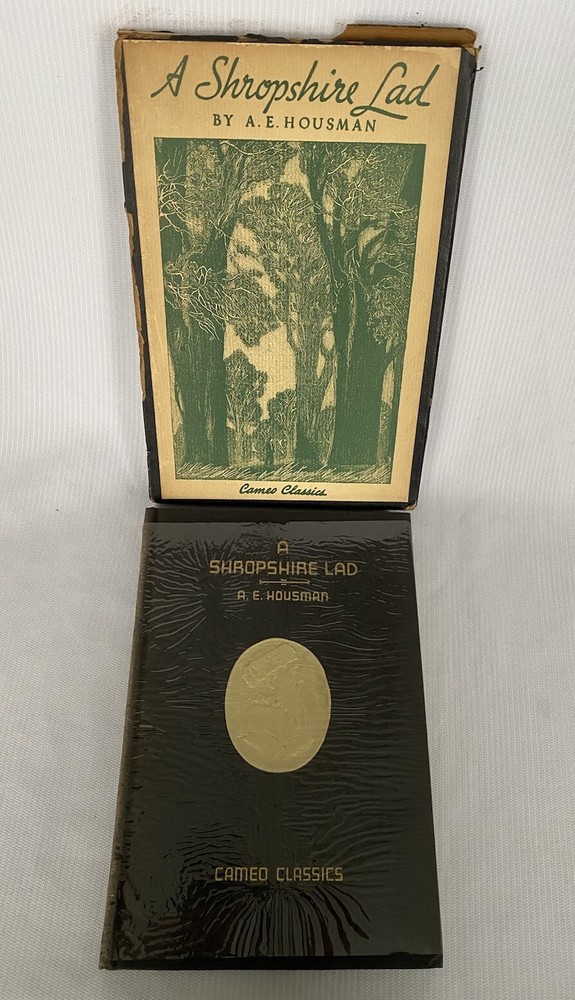 A Shropshire Lad
BY A. E. HOUSMAN
Cameo Classics
A
SHROPSHIRE LAD
A. E. HOUSMAN
CAMEO CLASSICS